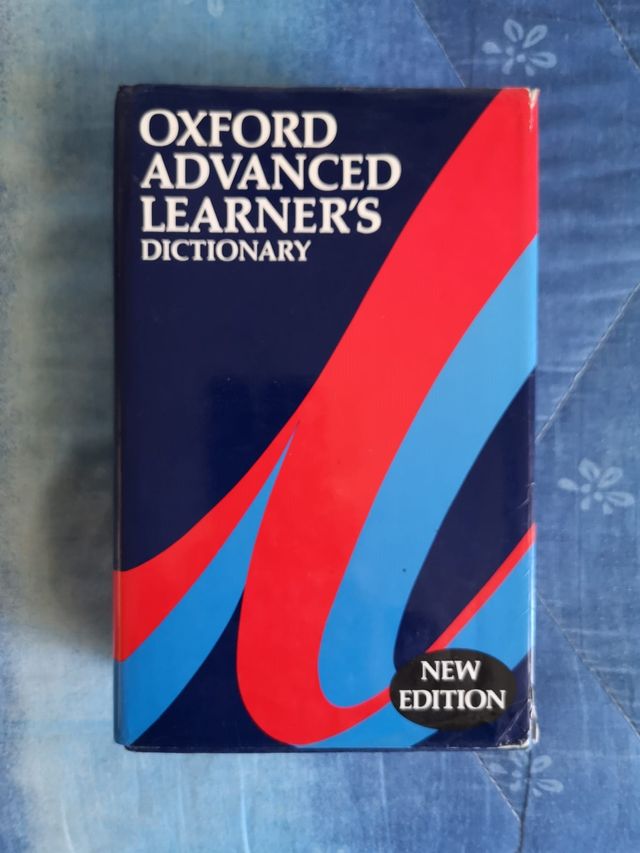 OXFORD
ADVANCED
LEARNER'S
DICTIONARY
NEW
EDITION